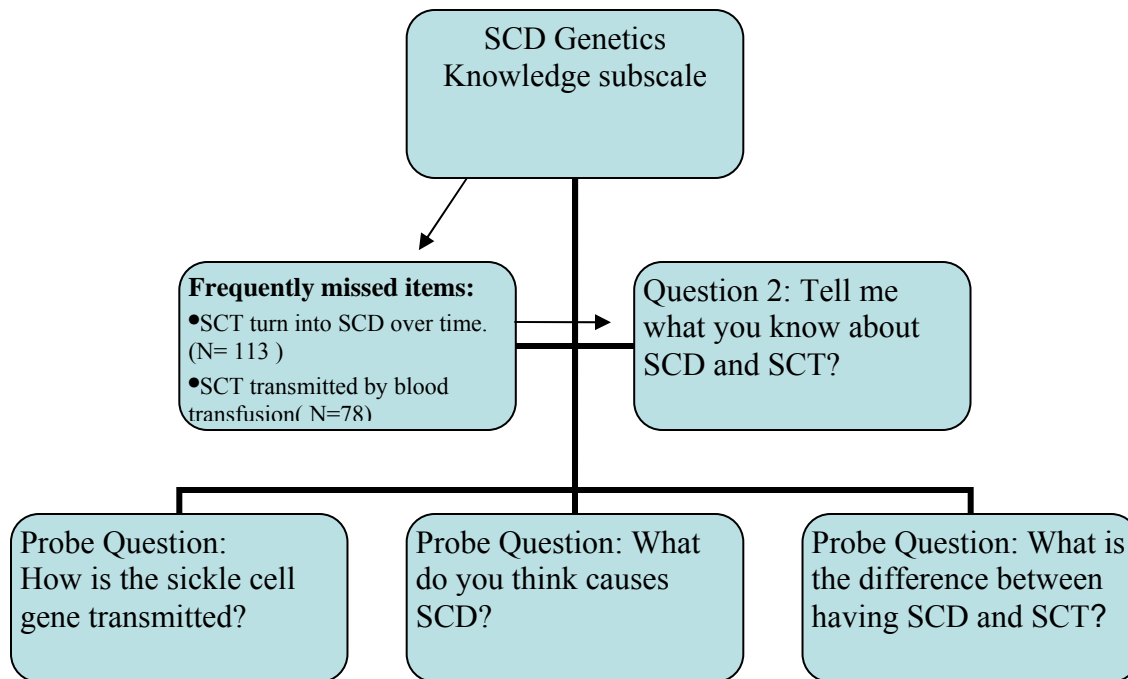 SCD Genetics
Knowledge subscale
Frequently missed items:
•SCT turn into SCD over time.
(N= 113 )
•SCT transmitted by blood
transfusion( N=78)
Question 2: Tell me
what you know about
SCD and SCT?
Probe Question:
How is the sickle cell
gene transmitted?
Probe Question: What
do you think causes
SCD?
Probe Question: What is
the difference between
having SCD and SCT?